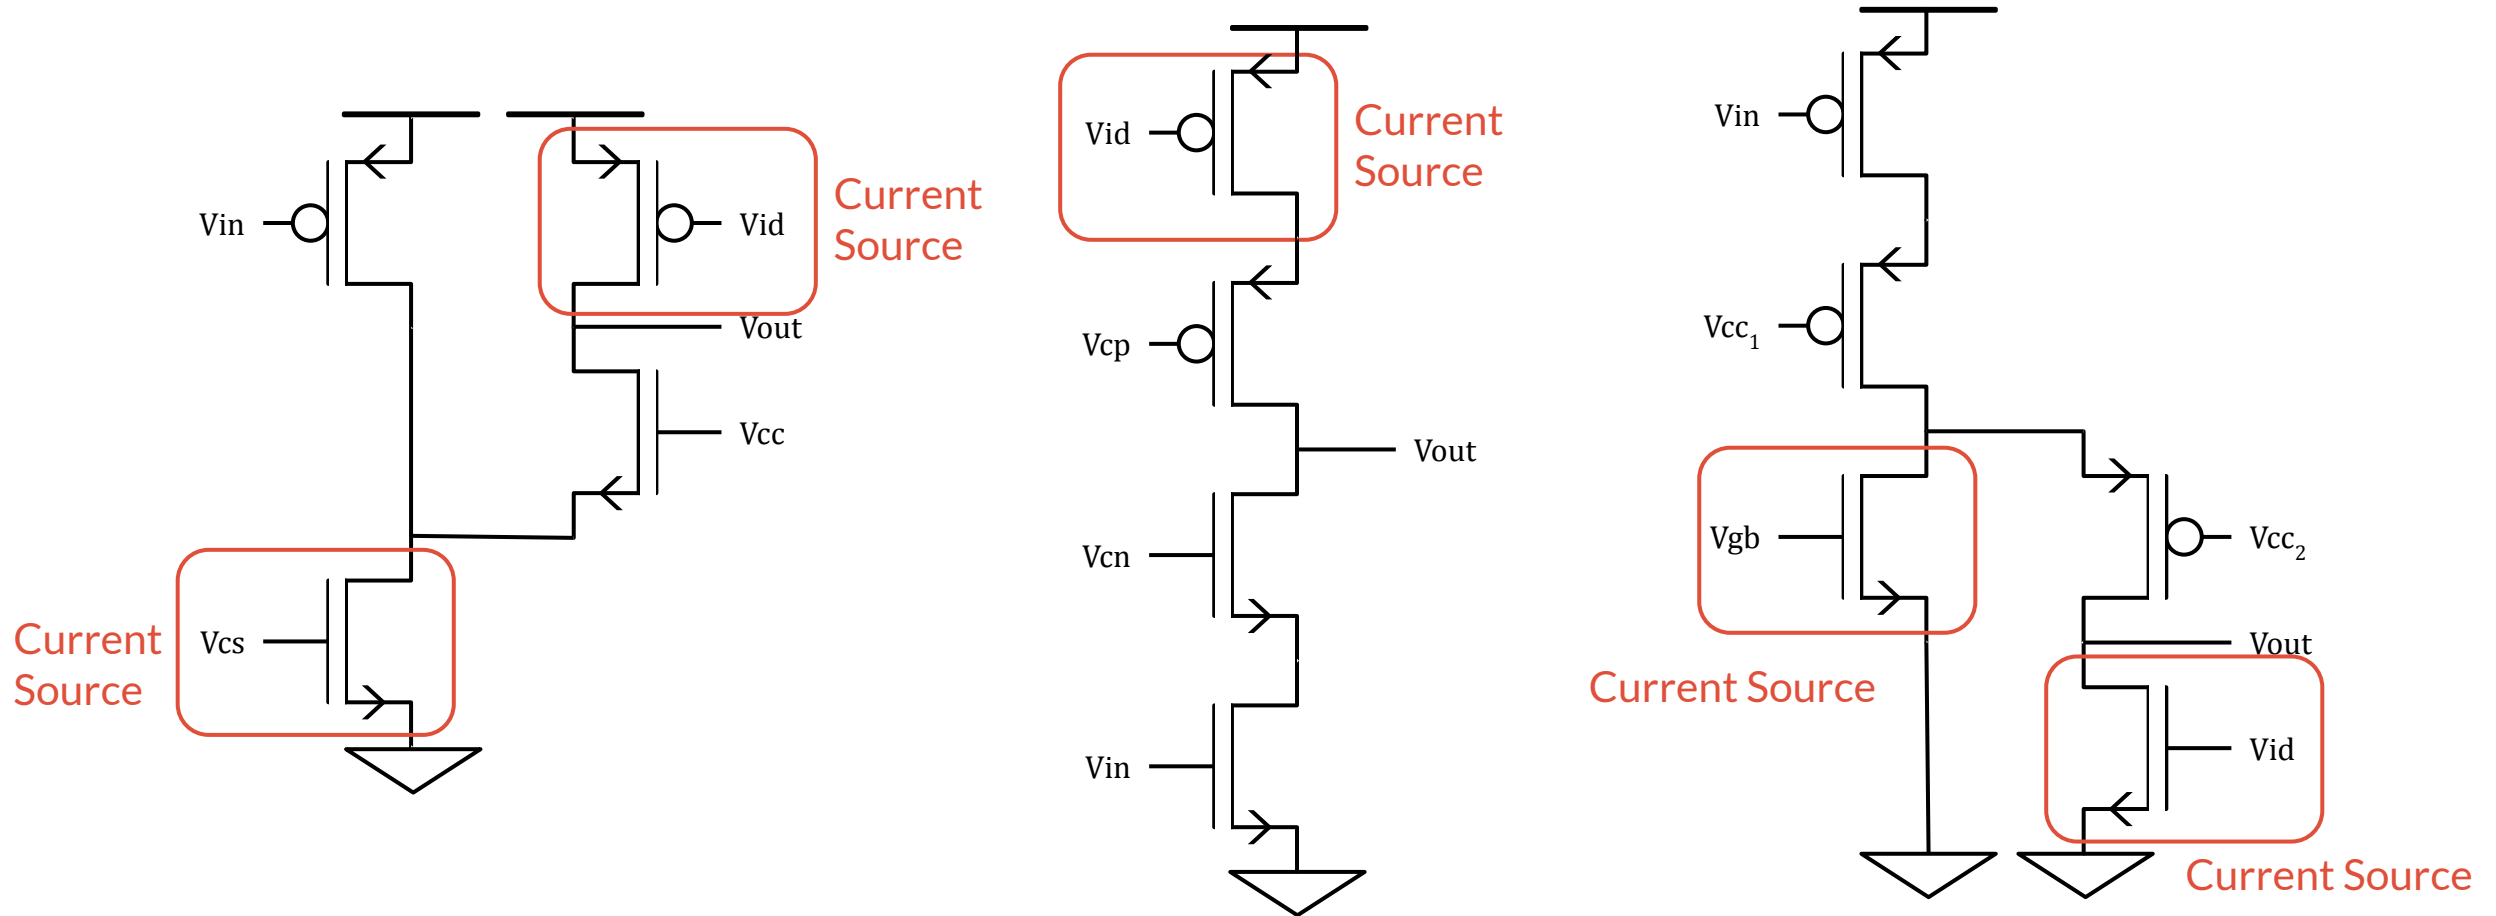 Vin
Vid
Current
Source
Vout
Vcc
Current
Source
Vcs
Vid
Current
Source
Vcp
Vout
Vcn
Vin
Vin
Vcc1
Vgb
Current Source
Vcc2
Vout
Vid
Current Source